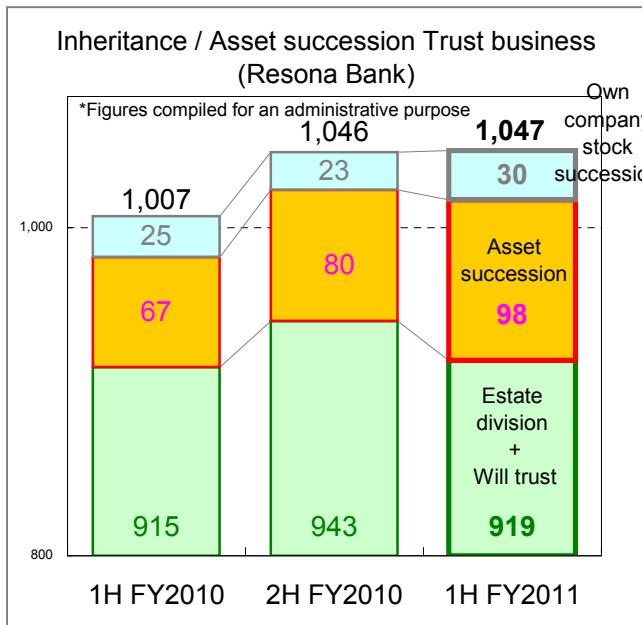 Inheritance / Asset succession Trust business
(Resona Bank)
*Figures compiled for an administrative purpose
Own
company
stock
successio
1,007
1,046
1,047
25
23
30
1,000
67
80
Asset
succession
98
Estate
division
+
Will trust
915
943
919
800
1H FY2010
2H FY2010
1H FY2011